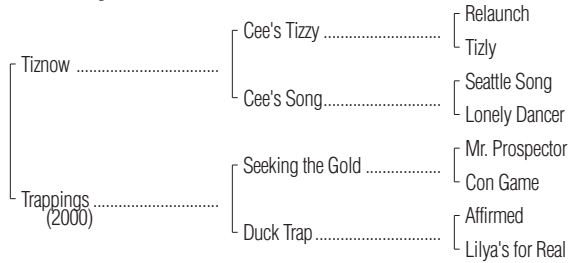 Relaunch
Cee's Tizzy ........................
Tizly
Tiznow .............................
Seattle Song
Cee's Song........................
Lonely Dancer
Mr. Prospector
Seeking the Gold ...............
Con Game
Trappings..........................
(2000)
Affirmed
Duck Trap.........................
Lilya's for Real